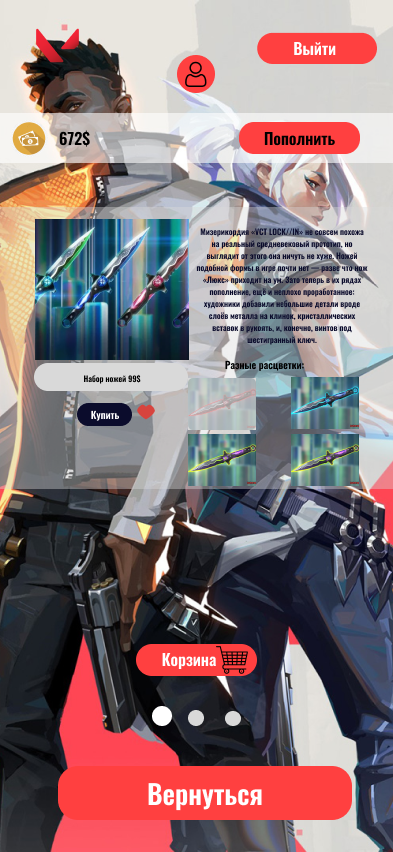 Выйти
672$
Пополнить
Мизерикордия «VCT LOCK//IN» не совсем похожа
на реальный средневековый прототип, но
выглядит от этого она ничуть не хуже. Ножей
подобной формы в игре почти нет — разве что нож
«Люкс» приходит на ум. Зато теперь в их рядах
пополнение, ещё и неплохо проработанное:
художники добавили небольшие детали вроде
слоёв металла на клинок, кристаллических
вставок в рукоять, и, конечно, винтов под
шестигранный ключ.
Разные расцветки:
Набор ножей 99$
Купить
Корзина
Вернуться